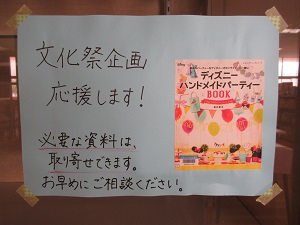 文化祭企画
応援します！
必要な資料は、
取り寄せできます。
お早めにご相談ください。
ディズニー
ハンドメイドパーティー
BOOK